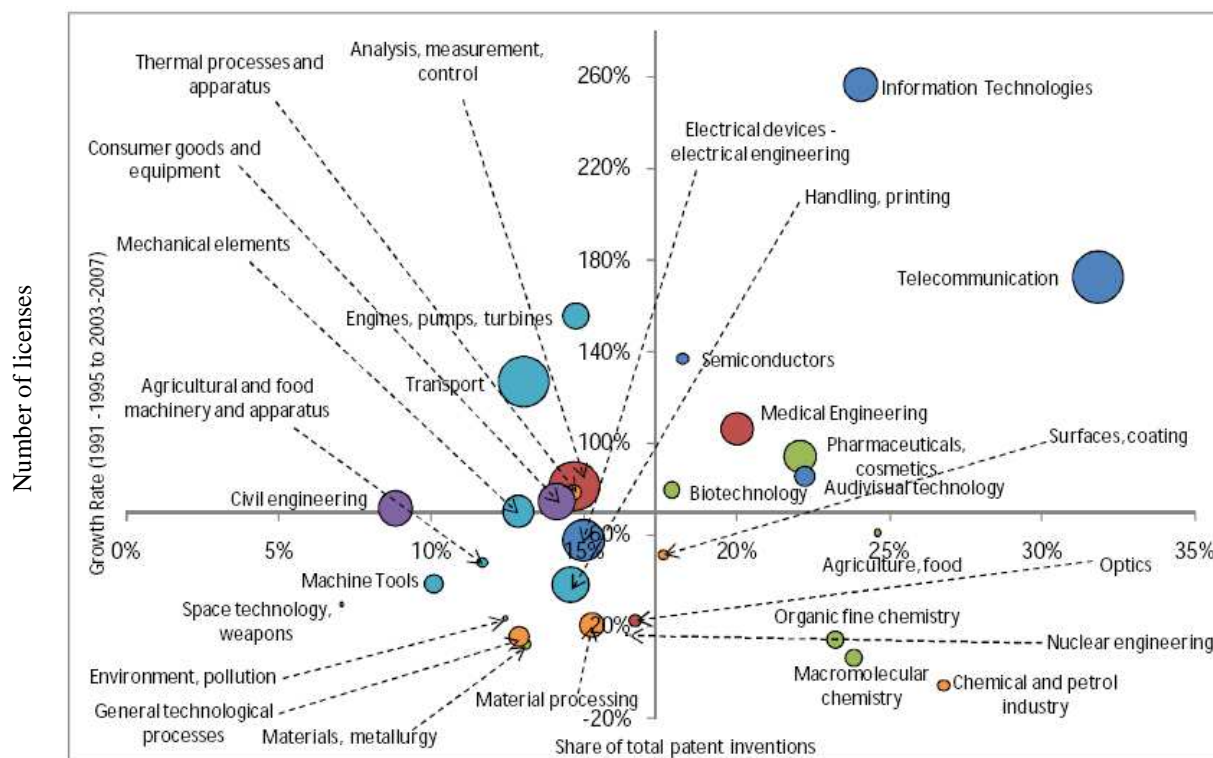 Analysis, measurement,
control
Thermal processes and
apparatus
260%
Information Technologies
Electrical devices -
electrical engineering
Consumer goods and
equipment
220%
Handling, printing
Mechanical elements
180%
Telecommunication
Engines, pumps, turbines
140%
Semiconductors
Transport
Agricultural and food
machinery and apparatus
Medical Engineering
100%
Surfaces, coating
Pharmaceuticals,
cosmetics
Civil engineering
Biotechnology
Audivisual technology
60%
0%
5%
10%
15%
20%
25%
30%
35%
Machine Tools
Agriculture, food
Optics
Space technology,
weapons
Organic fine chemistry
20%
Nuclear engineering
Environment, pollution
Material processing
Macromolecular
chemistry
Chemical and petrol
industry
General technological
processes
Materials, metallurgy
-20%
Share of total patent inventions
Growth Rate (1991 -1995 to 2003-2007)
Number of licenses